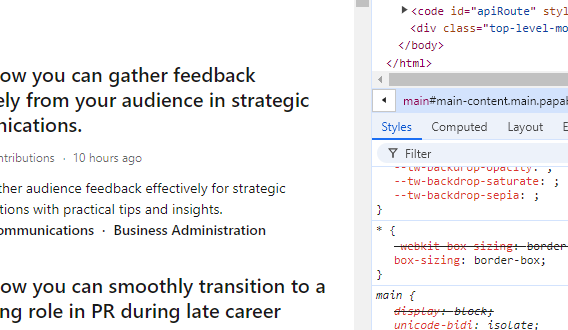 ow you can gather feedback
ely from your audience in strategic
nications.
ntributions · 10 hours ago
ther audience feedback effectively for strategic
tions with practical tips and insights.
ommunications · Business Administration
ow you can smoothly transition to a
ng role in PR during late career
<code id="apiRoute" styl
<div class="top-level-mo
</body>
</html>
main#main-content.main.papab
Styles Computed Layout E
Filter
--tw-backdrop-opacity: ;
--tw-backdrop-saturate: ;
--tw-backdrop-sepia: ;
}
* {
-webkit-box-sizing: border-
box-sizing: border-box;
}
main {
display: block;
unicode-bidi: isolate;